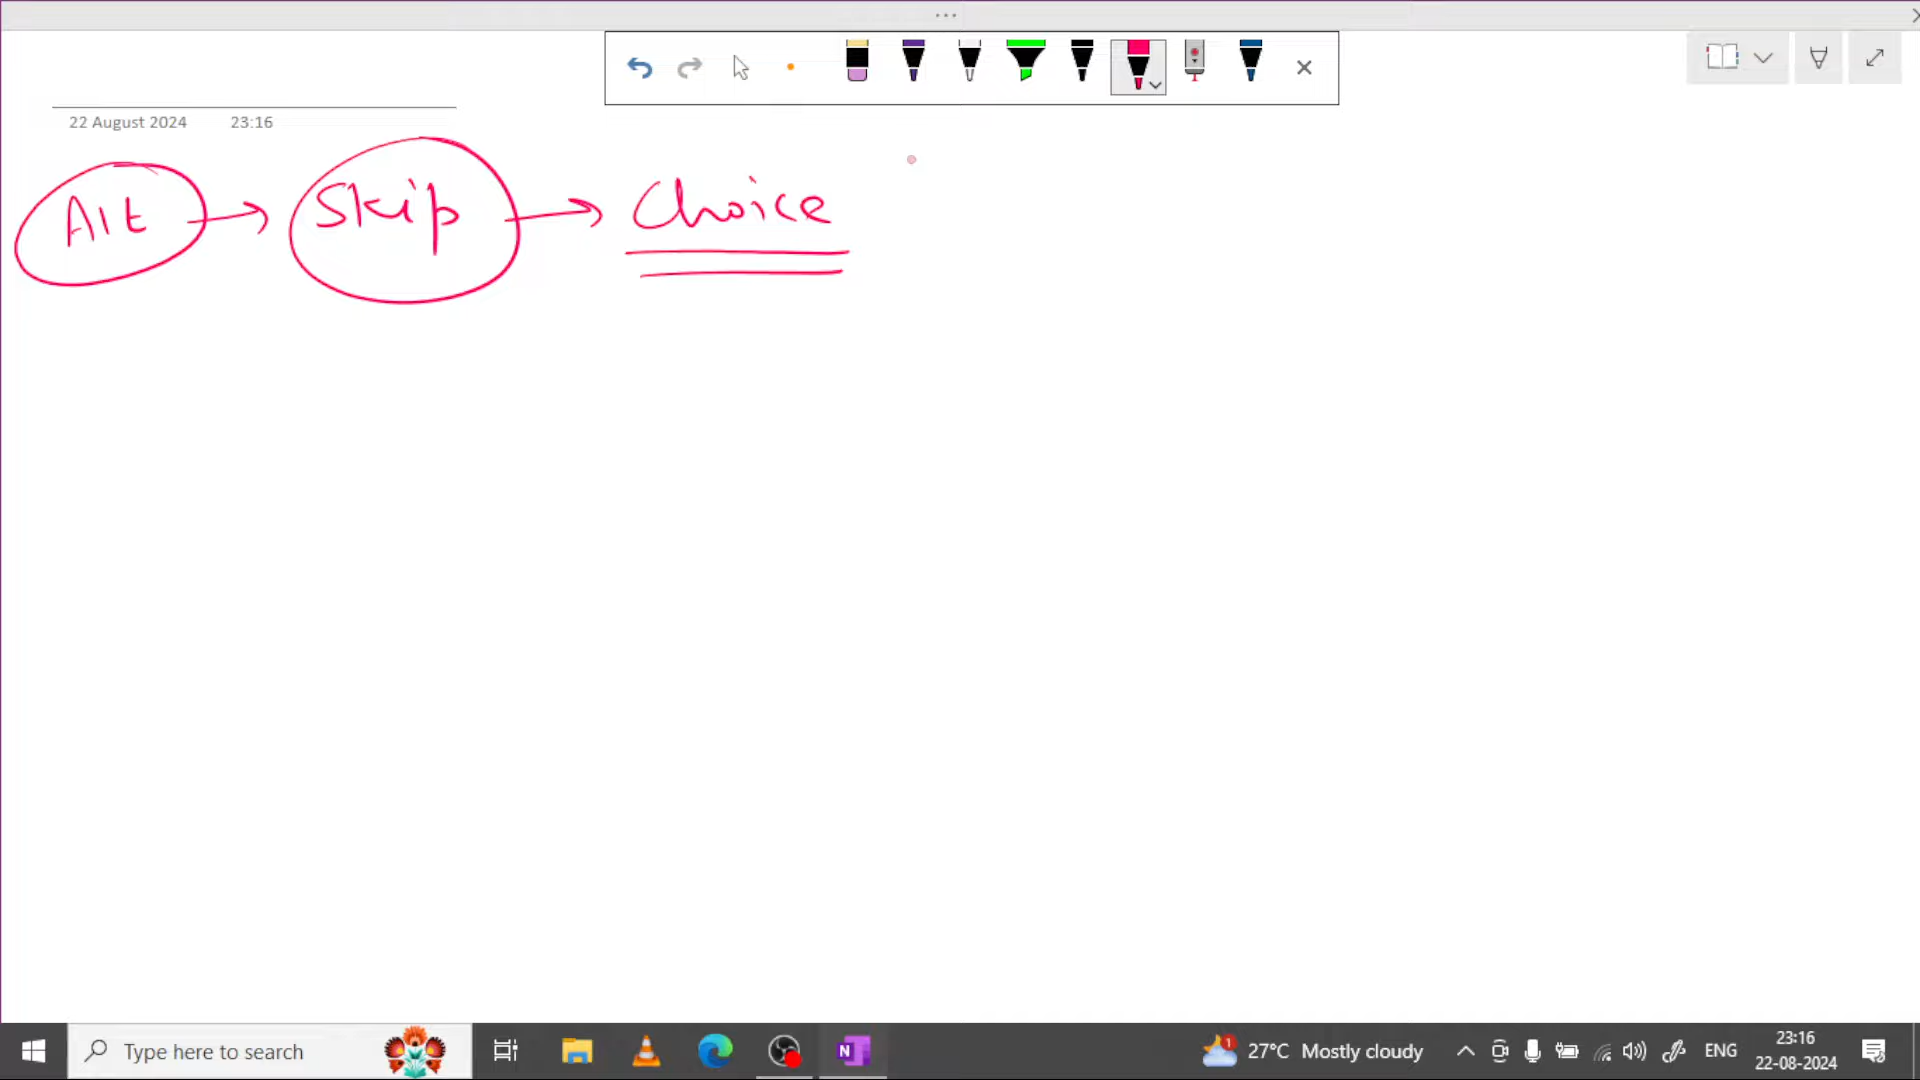 22 August 2024 23:16
Alt → Skip → Choice
Type here to search
N
1
27°C Mostly cloudy
ENG
23:16
22-08-2024